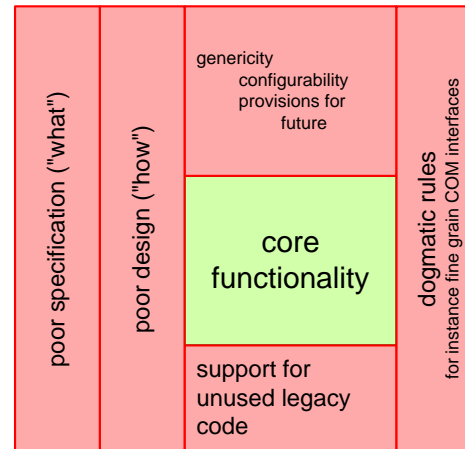 poor specification ("what")
poor design ("how")
genericity
configurability
provisions for
future
core
functionality
support for
unused legacy
code
dogmatic rules
for instance fine grain COM interfaces